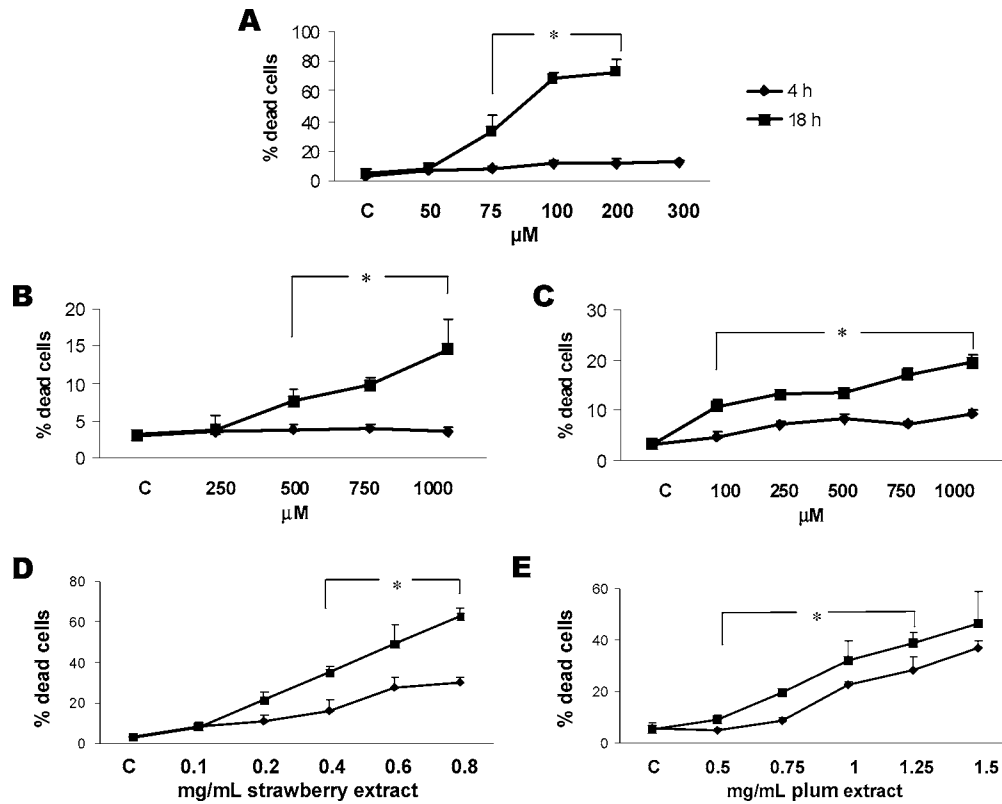 A
% dead cells
100
80
60
40
20
0
*
C 50 75 100 200 300
µM
4 h
18 h
B
% dead cells
20
15
10
5
0
*
C 250 500 750 1000
µM
C
% dead cells
30
20
10
0
*
C 100 250 500 750 1000
µM
D
% dead cells
80
60
40
20
0
*
C 0.1 0.2 0.4 0.6 0.8
mg/mL strawberry extract
E
% dead cells
60
40
20
0
*
C 0.5 0.75 1 1.25 1.5
mg/mL plum extract